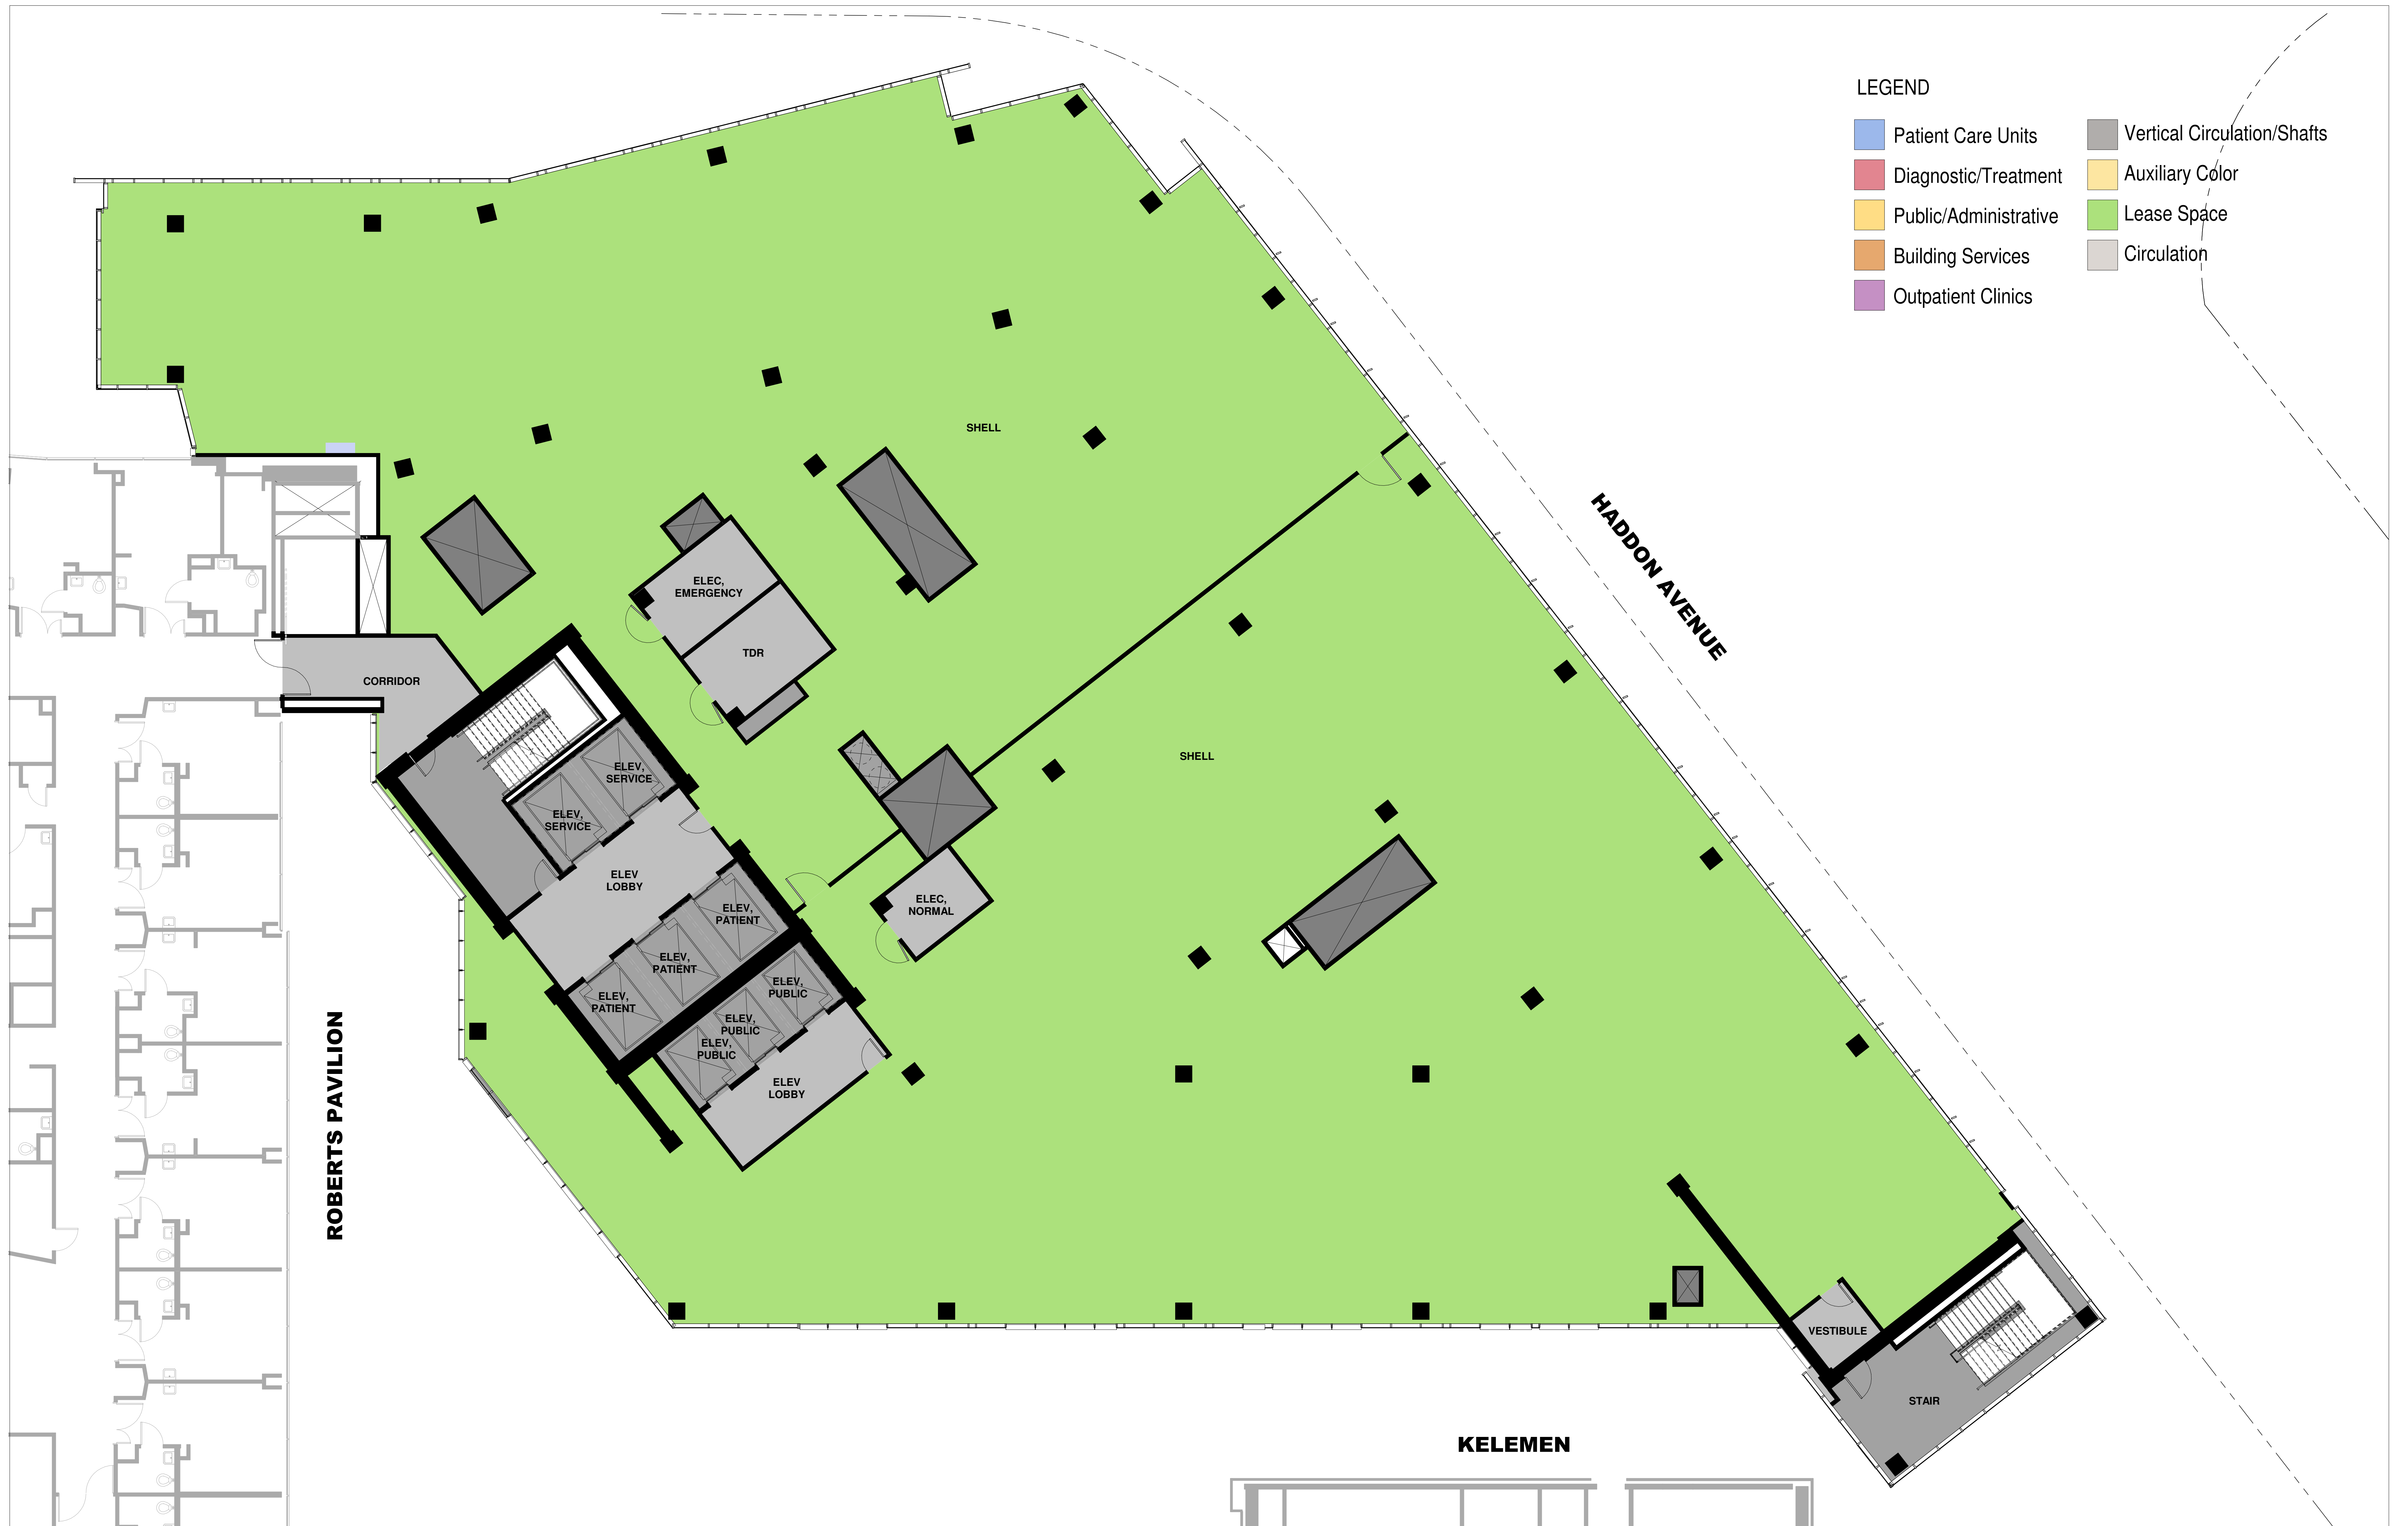 LEGEND
Patient Care Units
Diagnostic/Treatment
Public/Administrative
Building Services
Outpatient Clinics
Vertical Circulation/Shafts
Auxiliary Color
Lease Space
Circulation
SHELL
HADDON AVENUE
ELEC,
EMERGENCY
TDR
CORRIDOR
SHELL
ELEV,
SERVICE
ELEV,
SERVICE
ELEV
LOBBY
ELEC,
NORMAL
ELEV,
PATIENT
ELEV,
PATIENT
ELEV,
PATIENT
ELEV,
PUBLIC
ELEV,
PUBLIC
ELEV,
PUBLIC
ELEV
LOBBY
ROBERTS PAVILION
VESTIBULE
STAIR
KELEMEN